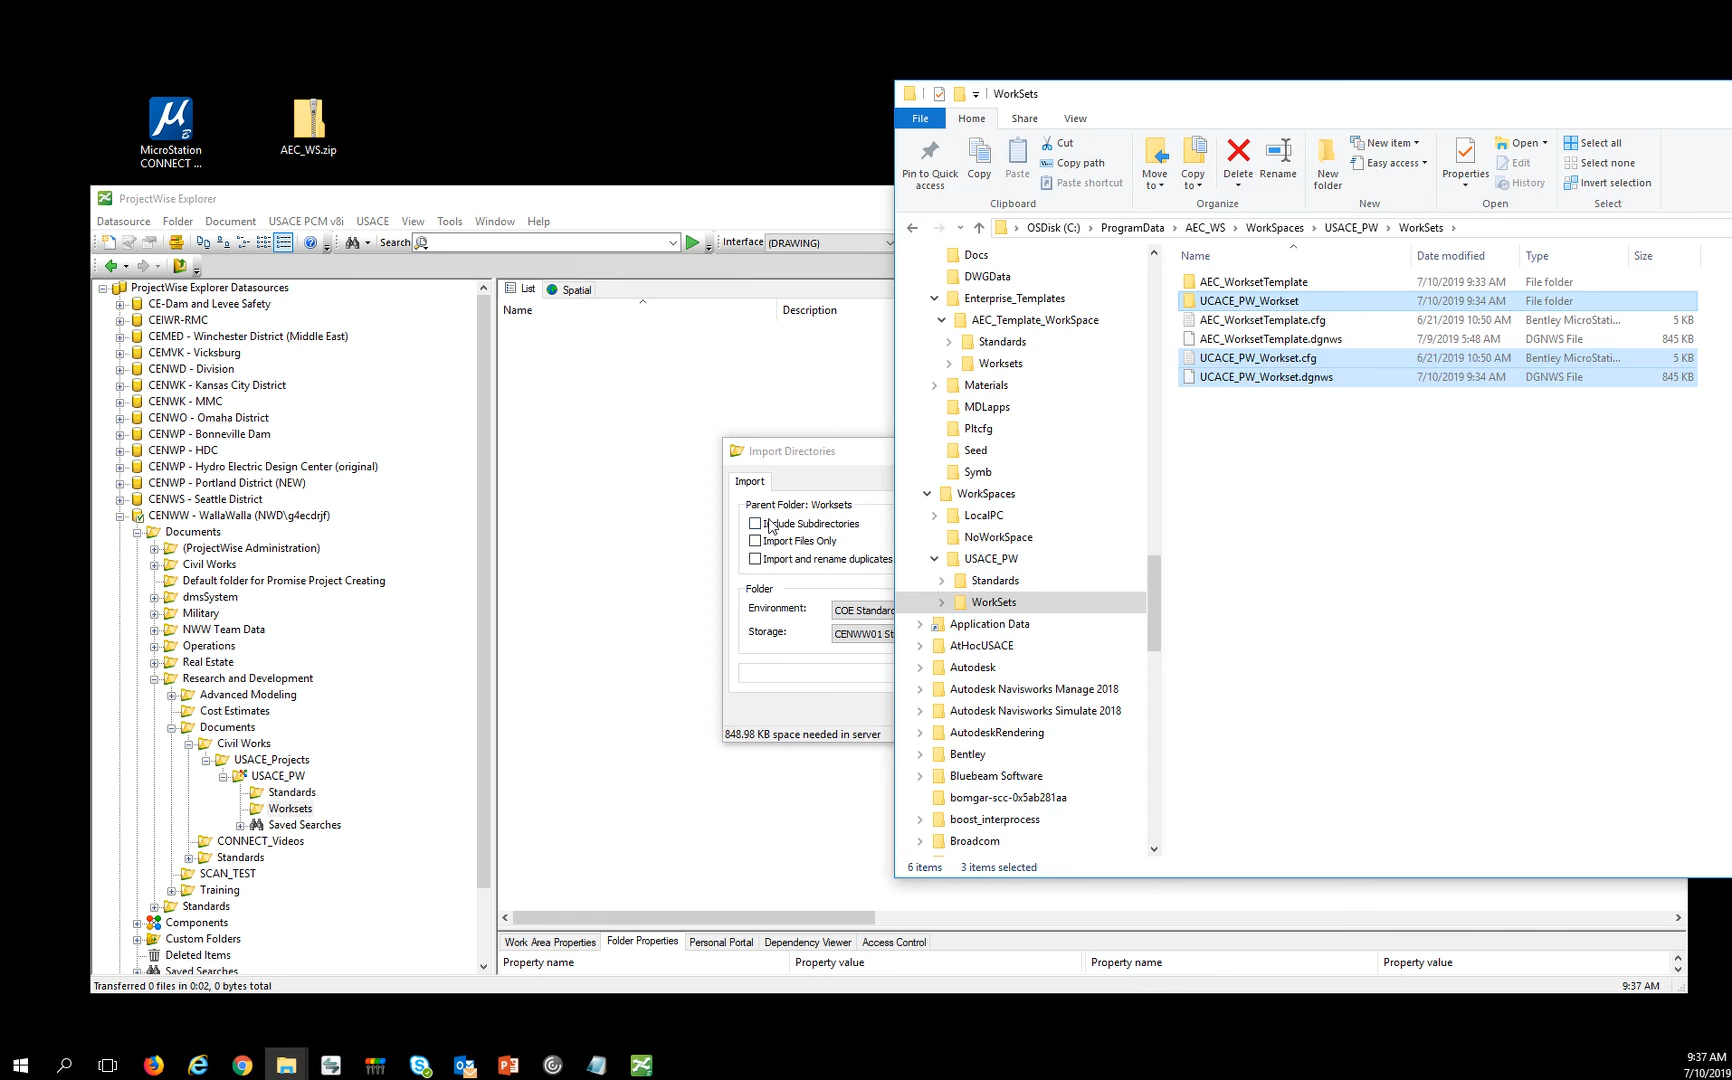 MicroStation
CONNECT ...
AEC_WS.zip
ProjectWise Explorer
Datasource Folder Document USACE PCM v8i USACE View Tools Window Help
Search
Interface (DRAWING)
ProjectWise Explorer Datasources
CE-Dam and Levee Safety
CEIWR-RMC
CEMED - Winchester District (Middle East)
CEMVK - Vicksburg
CENWD - Division
CENWK - Kansas City District
CENWK - MMC
CENWO - Omaha District
CENWP - Bonneville Dam
CENWP - HDC
CENWP - Hydro Electric Design Center (original)
CENWP - Portland District (NEW)
CENWS - Seattle District
CENWW - WallaWalla (NWD\g4ecdrjf)
Documents
(ProjectWise Administration)
Civil Works
Default folder for Promise Project Creating
dmsSystem
Military
NWW Team Data
Operations
Real Estate
Research and Development
Advanced Modeling
Cost Estimates
Documents
Civil Works
USACE_Projects
USACE_PW
Standards
Worksets
Saved Searches
CONNECT_Videos
Standards
SCAN_TEST
Training
Standards
Components
Custom Folders
Deleted Items
Saved Searches
List Spatial
Name Description
Import Directories
Import
Parent Folder: Worksets
Include Subdirectories
Import Files Only
Import and rename duplicates
Folder
Environment: COE Standard
Storage: CENWW01 St
848.98 KB space needed in server
Work Area Properties Folder Properties Personal Portal Dependency Viewer Access Control
Property name Property value Property name Property value
Transferred 0 files in 0:02, 0 bytes total 9:37 AM
WorkSets
File Home Share View
Pin to Quick access
Copy
Paste
Cut
Copy path
Paste shortcut
Move to
Copy to
Delete
Rename
New folder
New item
Easy access
Properties
Open
Edit
History
Select all
Select none
Invert selection
Clipboard Organize New Open Select
OSDisk (C:) ProgramData AEC_WS WorkSpaces USACE_PW WorkSets
Docs
DWGData
Enterprise_Templates
AEC_Template_WorkSpace
Standards
Worksets
Materials
MDLapps
Pltcfg
Seed
Symb
WorkSpaces
LocalPC
NoWorkSpace
USACE_PW
Standards
WorkSets
Application Data
AtHocUSACE
Autodesk
Autodesk Navisworks Manage 2018
Autodesk Navisworks Simulate 2018
AutodeskRendering
Bentley
Bluebeam Software
bomgar-scc-0x5ab281aa
boost_interprocess
Broadcom
Name Date modified Type Size
AEC_WorksetTemplate 7/10/2019 9:33 AM File folder
UCACE_PW_Workset 7/10/2019 9:34 AM File folder
AEC_WorksetTemplate.cfg 6/21/2019 10:50 AM Bentley MicroStati... 5 KB
AEC_WorksetTemplate.dgnws 7/9/2019 5:48 AM DGNWS File 845 KB
UCACE_PW_Workset.cfg 6/21/2019 10:50 AM Bentley MicroStati... 5 KB
UCACE_PW_Workset.dgnws 7/10/2019 9:34 AM DGNWS File 845 KB
6 items 3 items selected
9:37 AM
7/10/2019